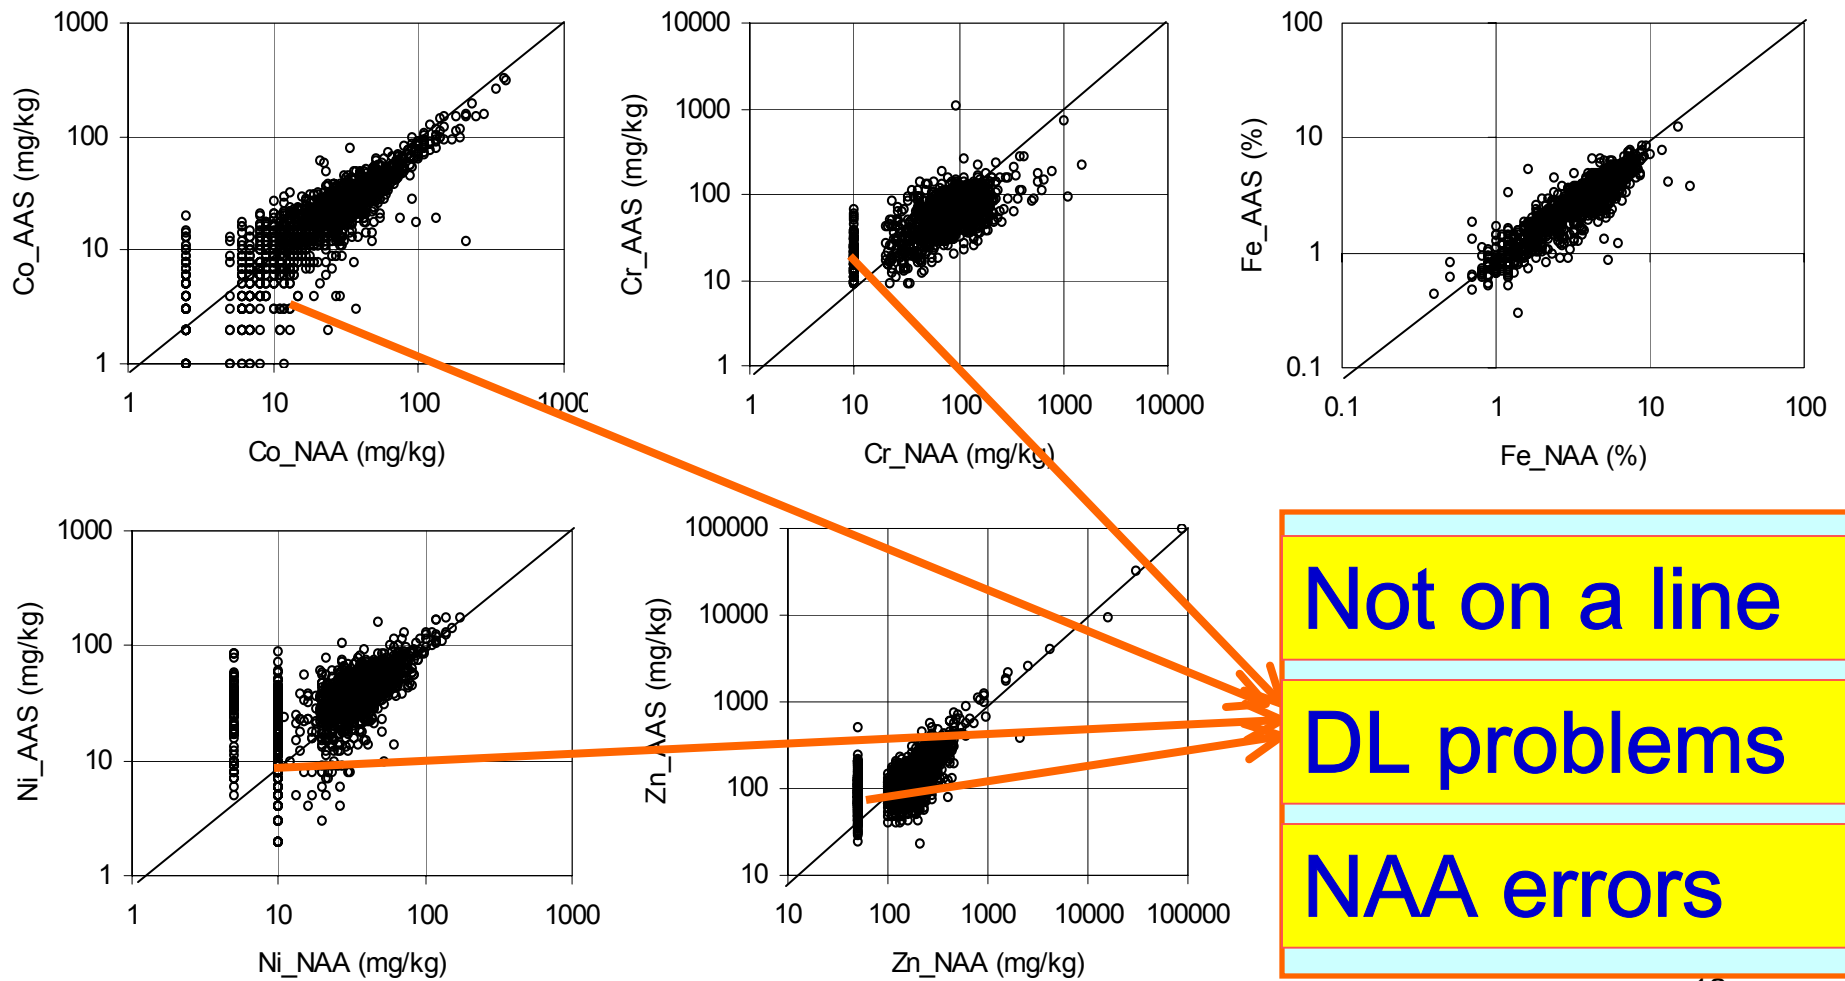 1000
100
10
1
Co_AAS (mg/kg)
1 10 100 1000
Co_NAA (mg/kg)
10000
1000
100
10
1
Cr_AAS (mg/kg)
1 10 100 1000 10000
Cr_NAA (mg/kg)
100
10
1
0.1
Fe_AAS (%)
0.1 1 10 100
Fe_NAA (%)
1000
100
10
1
Ni_AAS (mg/kg)
1 10 100 1000
Ni_NAA (mg/kg)
100000
10000
1000
100
10
Zn_AAS (mg/kg)
10 100 1000 10000 100000
Zn_NAA (mg/kg)
Not on a line
DL problems
NAA errors